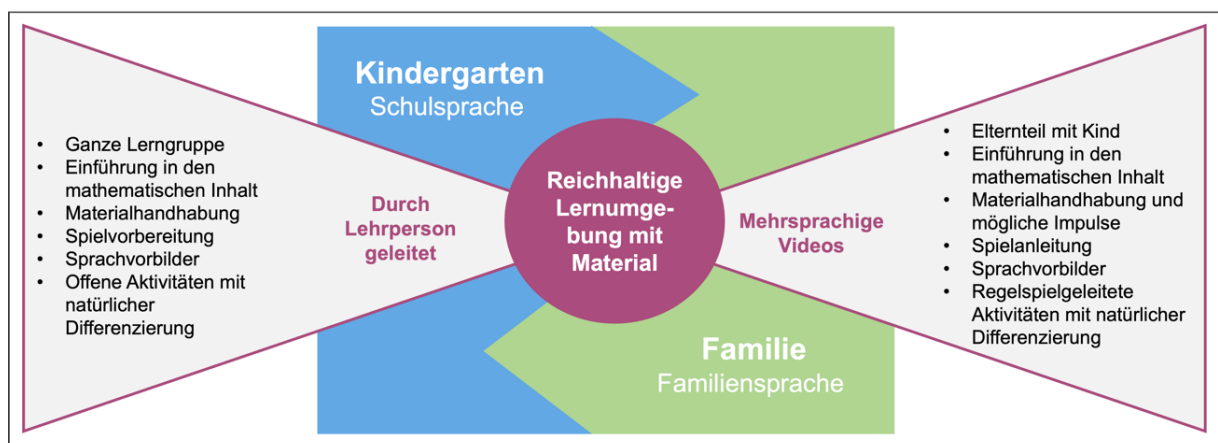 Kindergarten
Schulsprache
• Ganze Lerngruppe
• Einführung in den
mathematischen Inhalt
• Materialhandhabung
• Spielvorbereitung
• Sprachvorbilder
• Offene Aktivitäten mit
natürlicher
Differenzierung
Durch
Lehrperson
geleitet
Reichhaltige
Lernumge-
bung mit
Material
Mehrsprachige
Videos
• Elternteil mit Kind
• Einführung in den
mathematischen Inhalt
• Materialhandhabung und
mögliche Impulse
• Spielanleitung
• Sprachvorbilder
• Regelspielgeleitete
Aktivitäten mit natürlicher
Differenzierung
Familie
Familiensprache